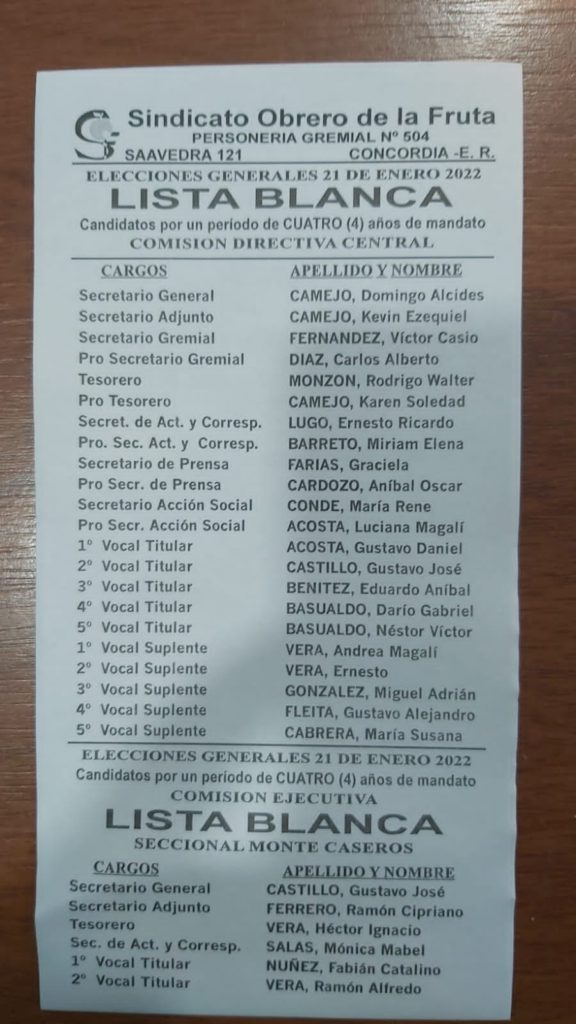 Sindicato Obrero de la Fruta
PERSONERIA GREMIAL Nº 504
SAAVEDRA 121 CONCORDIA -E. R.
ELECCIONES GENERALES 21 DE ENERO 2022
LISTA BLANCA
Candidatos por un período de CUATRO (4) años de mandato
COMISION DIRECTIVA CENTRAL
CARGOS APELLIDO Y NOMBRE
Secretario General CAMEJO, Domingo Alcídes
Secretario Adjunto CAMEJO, Kevin Ezequiel
Secretario Gremial FERNANDEZ, Víctor Casio
Pro Secretario Gremial DIAZ, Carlos Alberto
Tesorero MONZON, Rodrigo Walter
Pro Tesorero CAMEJO, Karen Soledad
Secret. de Act. y Corresp. LUGO, Ernesto Ricardo
Pro. Sec. Act. y Corresp. BARRETO, Miriam Elena
Secretario de Prensa FARIAS, Graciela
Pro Secr. de Prensa CARDOZO, Aníbal Oscar
Secretario Acción Social CONDE, María Rene
Pro Secr. Acción Social ACOSTA, Luciana Magalí
1º Vocal Titular ACOSTA, Gustavo Daniel
2º Vocal Titular CASTILLO, Gustavo José
3º Vocal Titular BENITEZ, Eduardo Aníbal
4º Vocal Titular BASUALDO, Darío Gabriel
5º Vocal Titular BASUALDO, Néstor Víctor
1º Vocal Suplente VERA, Andrea Magalí
2º Vocal Suplente VERA, Ernesto
3º Vocal Suplente GONZALEZ, Miguel Adrián
4º Vocal Suplente FLEITA, Gustavo Alejandro
5º Vocal Suplente CABRERA, María Susana
ELECCIONES GENERALES 21 DE ENERO 2022
Candidatos por un período de CUATRO (4) años de mandato
COMISION EJECUTIVA
LISTA BLANCA
SECCIONAL MONTE CASEROS
CARGOS APELLIDO Y NOMBRE
Secretario General CASTILLO, Gustavo José
Secretario Adjunto FERRERO, Ramón Cipriano
Tesorero VERA, Héctor Ignacio
Sec. de Act. y Corresp. SALAS, Mónica Mabel
1º Vocal Titular NUÑEZ, Fabián Catalino
2º Vocal Titular VERA, Ramón Alfredo